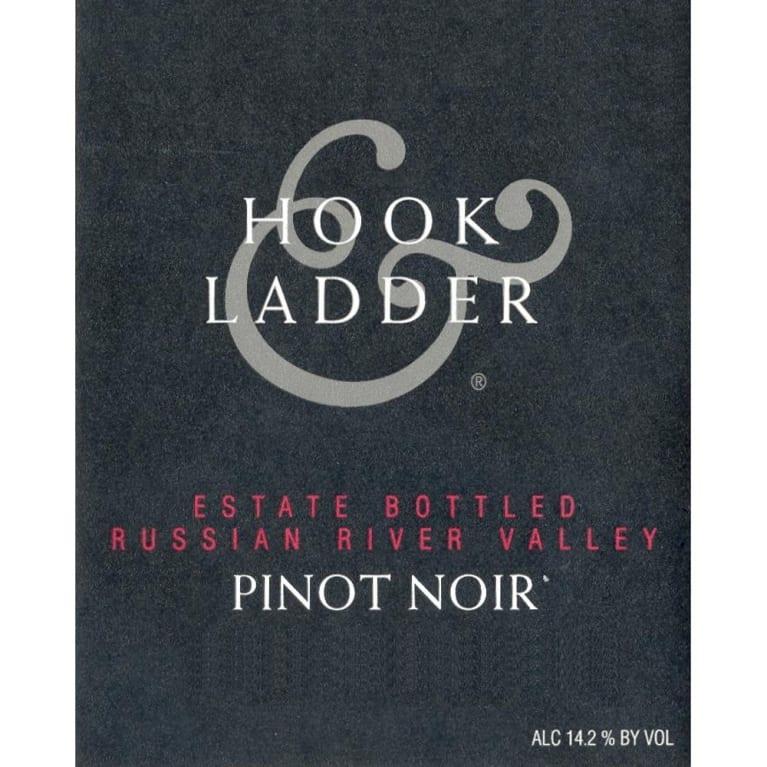 HOOK
&
LADDER
®
ESTATE BOTTLED
RUSSIAN RIVER VALLEY
PINOT NOIR
ALC 14.2 % BY VOL